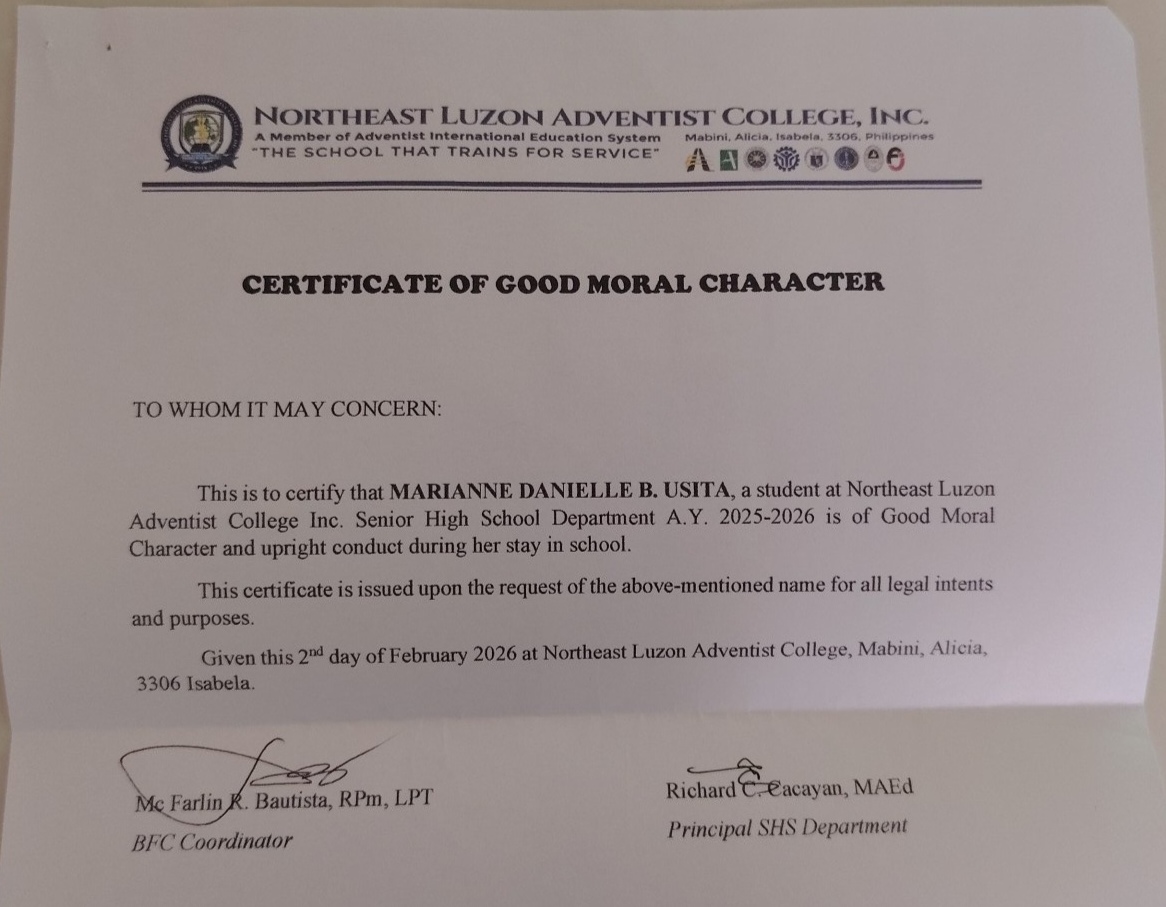 NORTHEAST LUZON ADVENTIST COLLEGE, INC.
A Member of Adventist International Education System
Mabini, Alicia, Isabela, 3306, Philippines
"THE SCHOOL THAT TRAINS FOR SERVICE"
CERTIFICATE OF GOOD MORAL CHARACTER
TO WHOM IT MAY CONCERN:
This is to certify that MARIANNE DANIELLE B. USITA, a student at Northeast Luzon
Adventist College Inc. Senior High School Department A.Y. 2025-2026 is of Good Moral
Character and upright conduct during her stay in school.
This certificate is issued upon the request of the above-mentioned name for all legal intents
and purposes.
Given this 2nd day of February 2026 at Northeast Luzon Adventist College, Mabini, Alicia,
3306 Isabela.
Mc Farlin R. Bautista, RPm, LPT
BFC Coordinator
Richard C. Cacayan, MAEd
Principal SHS Department